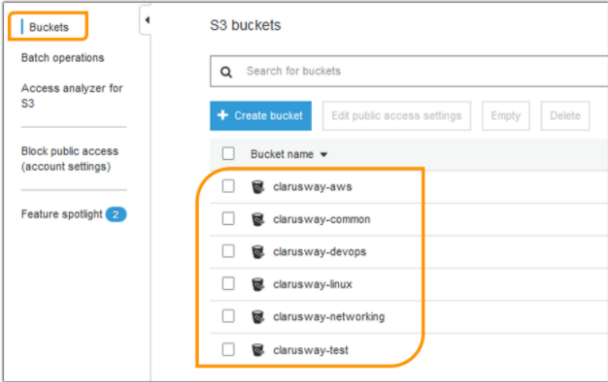 Buckets
Batch operations
Access analyzer for
S3
Block public access
(account settings)
Feature spotlight 2
S3 buckets
Search for buckets
+ Create bucket Edit public access settings Empty Delete
Bucket name
clarusway-aws
clarusway-common
clarusway-devops
clarusway-linux
clarusway-networking
clarusway-test